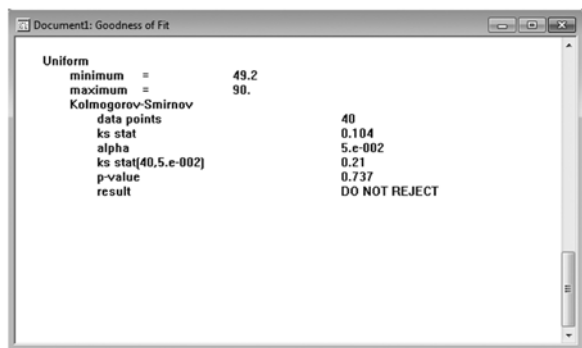 Document1: Goodness of Fit
Uniform
minimum = 49.2
maximum = 90.
Kolmogorov-Smirnov
data points 40
ks stat 0.104
alpha 5.e-002
ks stat(40,5.e-002) 0.21
p-value 0.737
result DO NOT REJECT